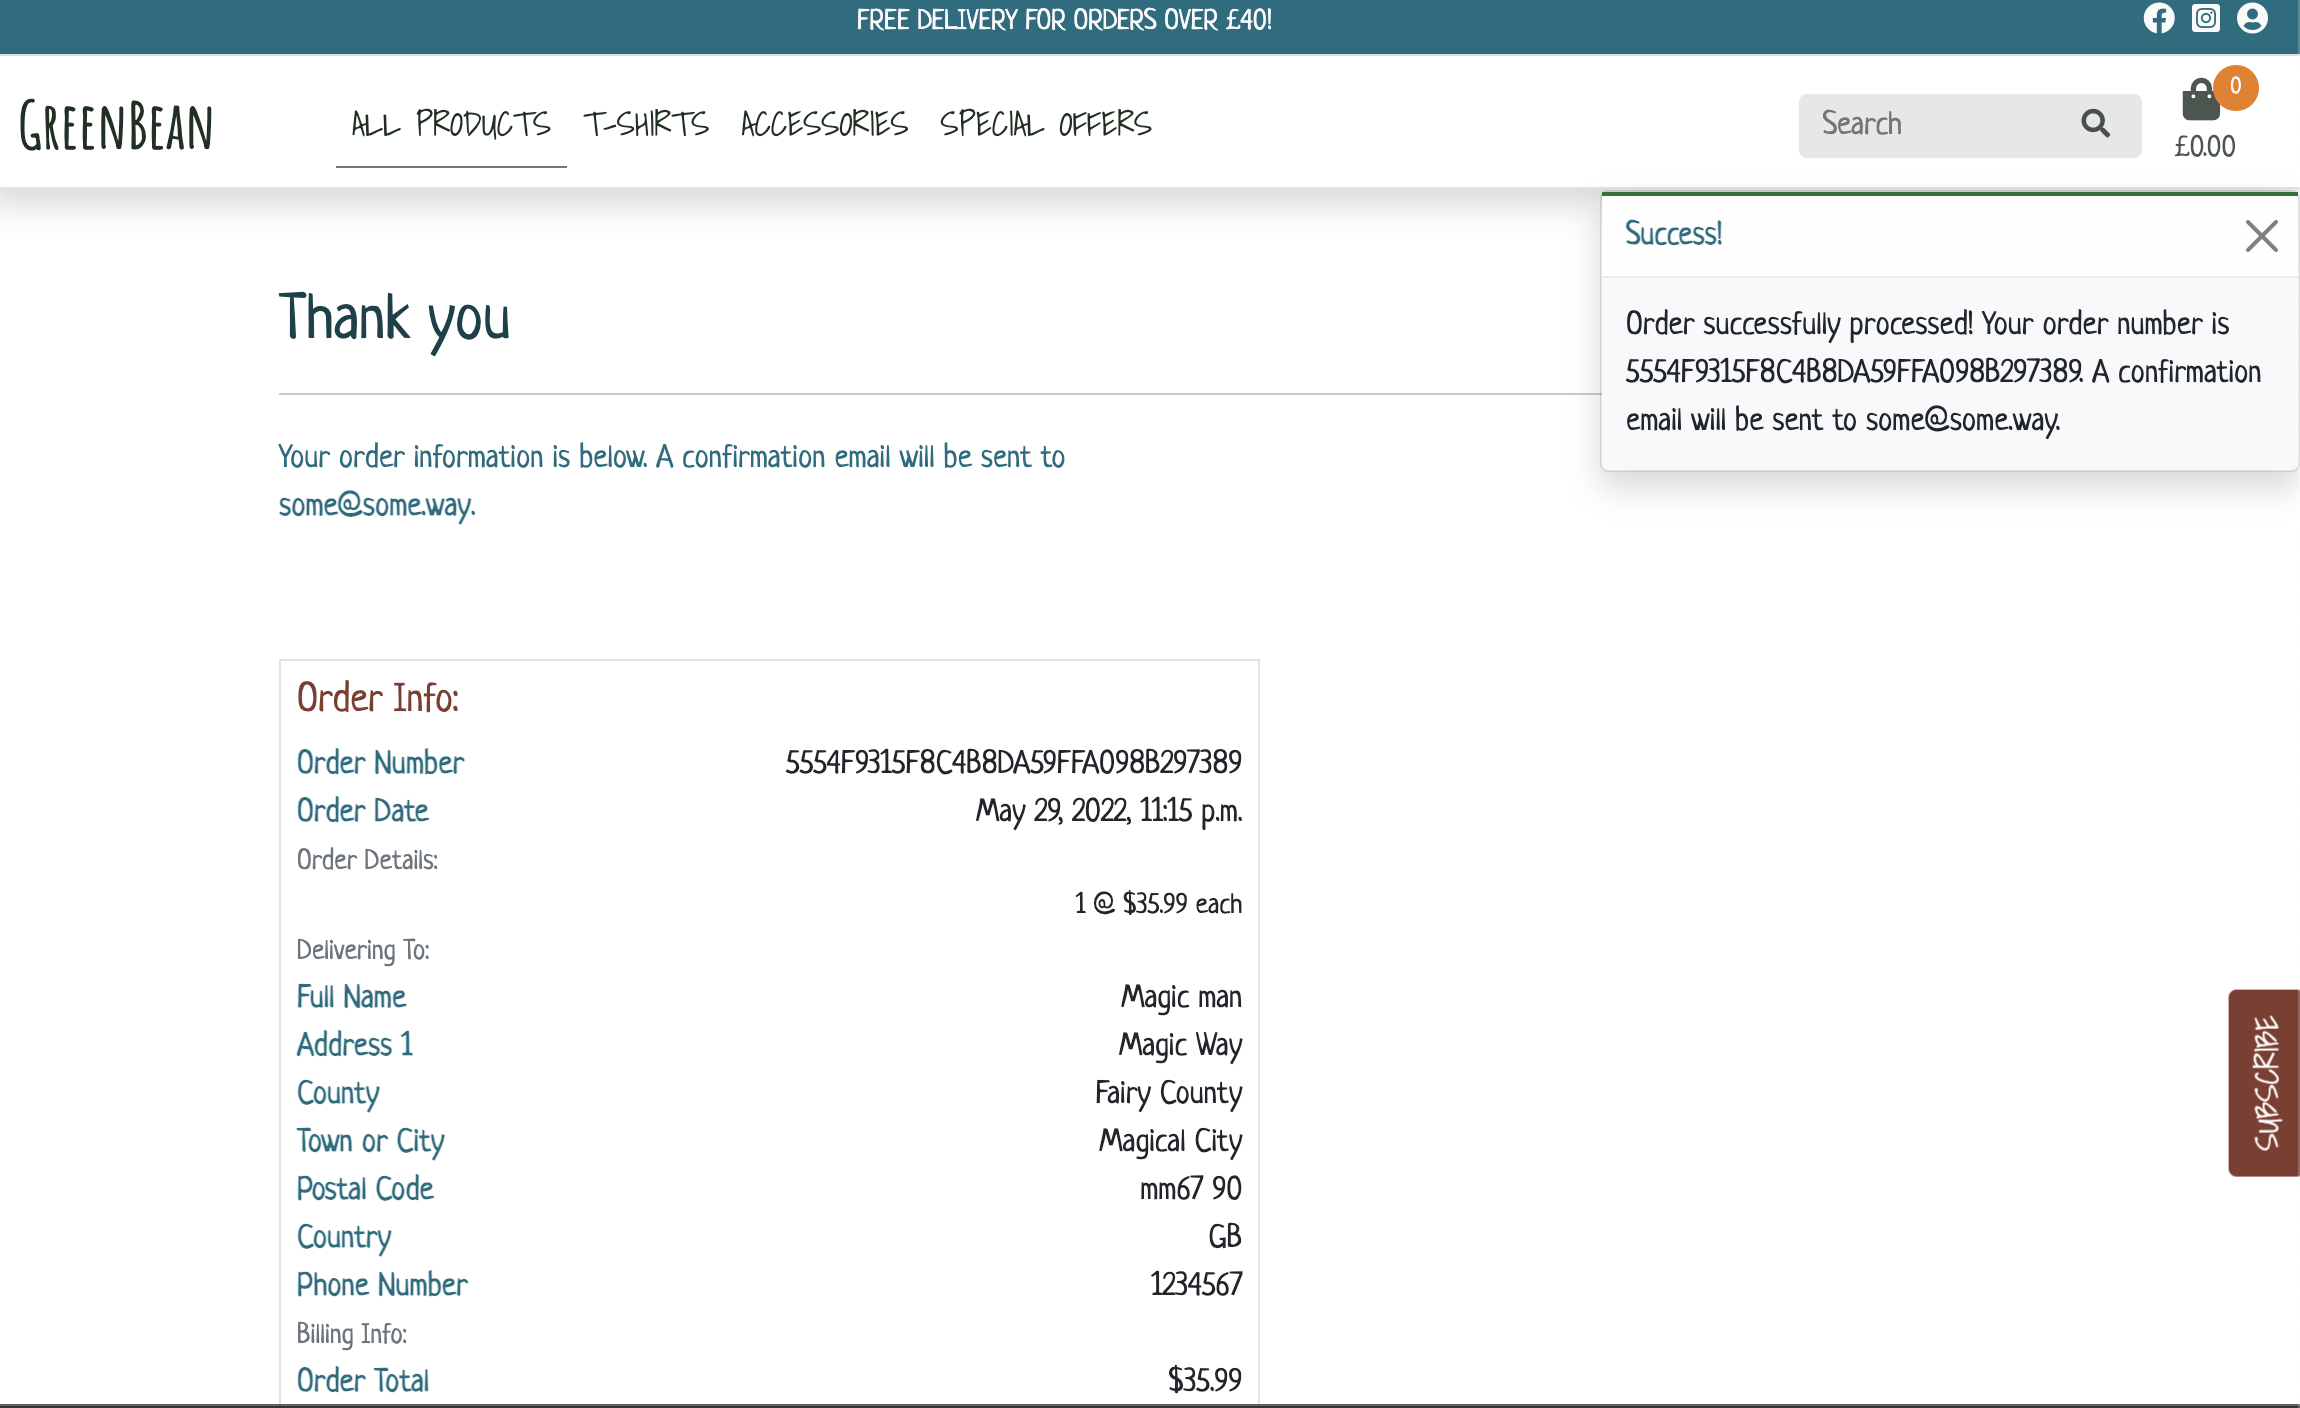 FREE DELIVERY FOR ORDERS OVER £40!
GREENBEAN
ALL PRODUCTS T-SHIRTS ACCESSORIES SPECIAL OFFERS
Search
0
£0.00
Success!
Order successfully processed! Your order number is
5554F9315F8C4B8DA59FFA098B297389. A confirmation
email will be sent to some@some.way.
Thank you
Your order information is below. A confirmation email will be sent to
some@some.way.
Order Info:
Order Number 5554F9315F8C4B8DA59FFA098B297389
Order Date May 29, 2022, 11:15 p.m.
Order Details:
1 @ $35.99 each
Delivering To:
Full Name Magic man
Address 1 Magic Way
County Fairy County
Town or City Magical City
Postal Code mm67 90
Country GB
Phone Number 1234567
Billing Info:
Order Total $35.99
SUBSCRIBE